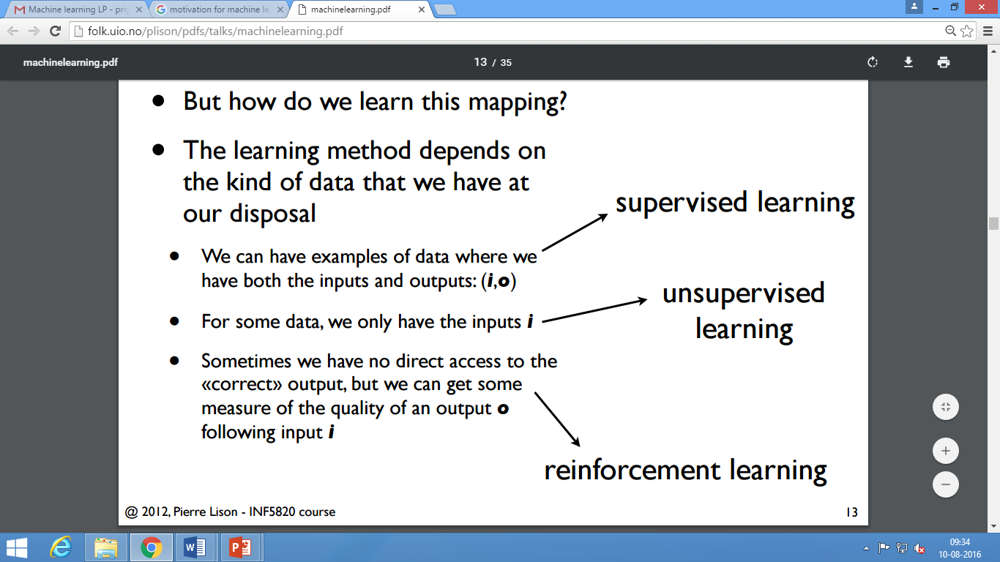 Machine learning LP - priy
motivation for machine le
machinelearning.pdf
folk.uio.no/plison/pdfs/talks/machinelearning.pdf
machinelearning.pdf
13 / 35
• But how do we learn this mapping?
• The learning method depends on
the kind of data that we have at
our disposal
supervised learning
• We can have examples of data where we
have both the inputs and outputs: (i,o)
unsupervised
learning
• For some data, we only have the inputs i
• Sometimes we have no direct access to the
«correct» output, but we can get some
measure of the quality of an output o
following input i
reinforcement learning
@ 2012, Pierre Lison - INF5820 course
13
09:34
10-08-2016